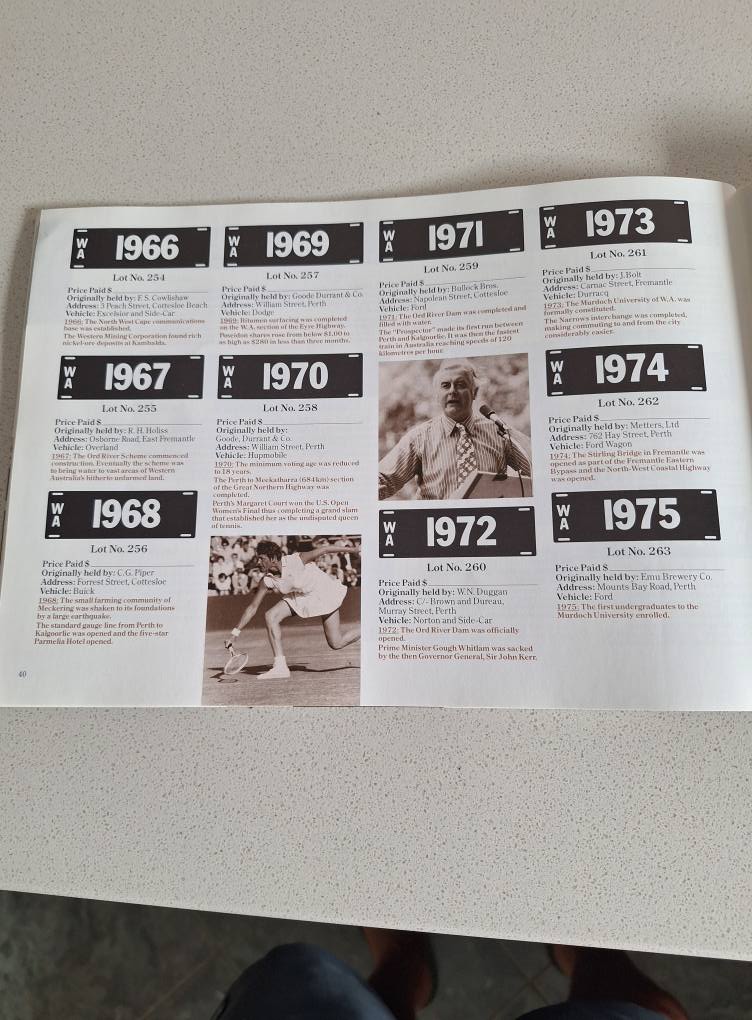 WA 1966
Lot No. 254
Price Paid $
Originally held by: F. S. Cowlishaw
Address: 3 Peach Street, Cottesloe Beach
Vehicle: Excelsior and Side-Car
1966: The North West Cape communications
base was established.
The Western Mining Corporation found rich
nickel-ore deposits at Kambalda.
WA 1967
Lot No. 255
Price Paid $
Originally held by: R. H. Holiss
Address: Osborne Road, East Fremantle
Vehicle: Overland
1967: The Ord River Scheme commenced
construction. Eventually the scheme was
to bring water to vast areas of Western
Australia's hitherto unfarmed land.
WA 1968
Lot No. 256
Price Paid $
Originally held by: C.G. Piper
Address: Forrest Street, Cottesloe
Vehicle: Buick
1968: The small farming community of
Meckering was shaken to its foundations
by a large earthquake.
The standard gauge line from Perth to
Kalgoorlie was opened and the five-star
Parmelia Hotel opened.
40
WA 1969
Lot No. 257
Price Paid $
Originally held by: Goode Durrant & Co.
Address: William Street, Perth
Vehicle: Dodge
1969: Bitumen surfacing was completed
on the W.A. section of the Eyre Highway.
Poseidon shares rose from below $1.00 to
as high as $280 in less than three months.
WA 1970
Lot No. 258
Price Paid $
Originally held by:
Goode, Durrant & Co.
Address: William Street, Perth
Vehicle: Hupmobile
1970: The minimum voting age was reduced
to 18 years.
The Perth to Meekatharra (684km) section
of the Great Northern Highway was
completed.
Perth's Margaret Court won the U.S. Open
Women's Final thus completing a grand slam
that established her as the undisputed queen
of tennis.
WA 1971
Lot No. 259
Price Paid $
Originally held by: Bullock Bros.
Address: Napolean Street, Cottesloe
Vehicle: Ford
1971: The Ord River Dam was completed and
filled with water.
The "Prospector" made its first run between
Perth and Kalgoorlie. It was then the fastest
train in Australia reaching speeds of 120
kilometres per hour.
WA 1972
Lot No. 260
Price Paid $
Originally held by: W.N. Duggan
Address: C/- Brown and Dureau,
Murray Street, Perth
Vehicle: Norton and Side-Car
1972: The Ord River Dam was officially
opened.
Prime Minister Gough Whitlam was sacked
by the then Governor General, Sir John Kerr.
WA 1973
Lot No. 261
Price Paid $
Originally held by: J.Bolt
Address: Carnac Street, Fremantle
Vehicle: Durracq
1973: The Murdoch University of W.A. was
formally constituted.
The Narrows interchange was completed,
making commuting to and from the city
considerably easier.
WA 1974
Lot No. 262
Price Paid $
Originally held by: Metters, Ltd
Address: 762 Hay Street, Perth
Vehicle: Ford Wagon
1974: The Stirling Bridge in Fremantle was
opened as part of the Fremantle Eastern
Bypass and the North-West Coastal Highway
was opened.
WA 1975
Lot No. 263
Price Paid $
Originally held by: Emu Brewery Co.
Address: Mounts Bay Road, Perth
Vehicle: Ford
1975: The first undergraduates to the
Murdoch University enrolled.